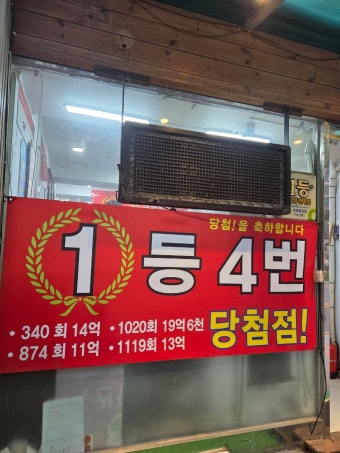 당첨!을 축하합니다
1등 4번
• 340 회 14억 • 1020회 19억6천
• 874 회 11억 • 1119회 13억
당첨점!
1등